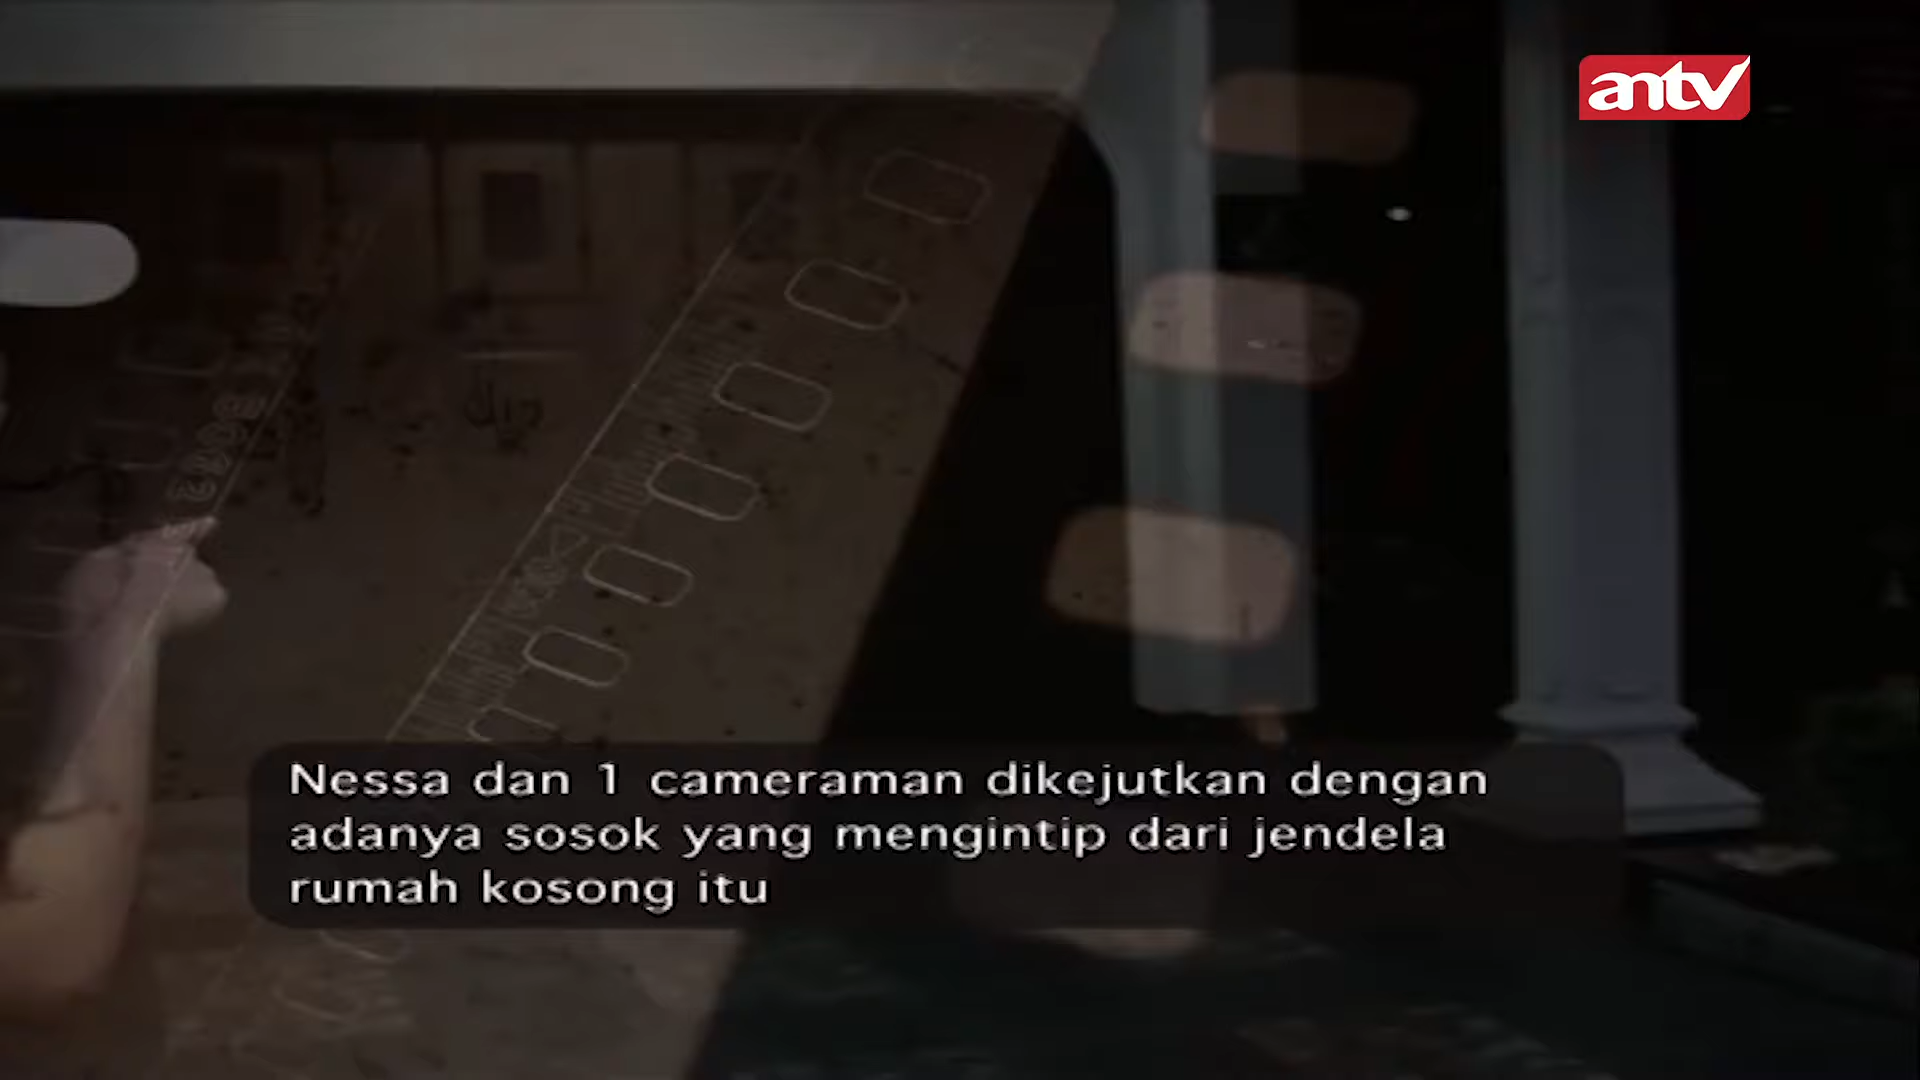 antv
Nessa dan 1 cameraman dikejutkan dengan
adanya sosok yang mengintip dari jendela
rumah kosong itu